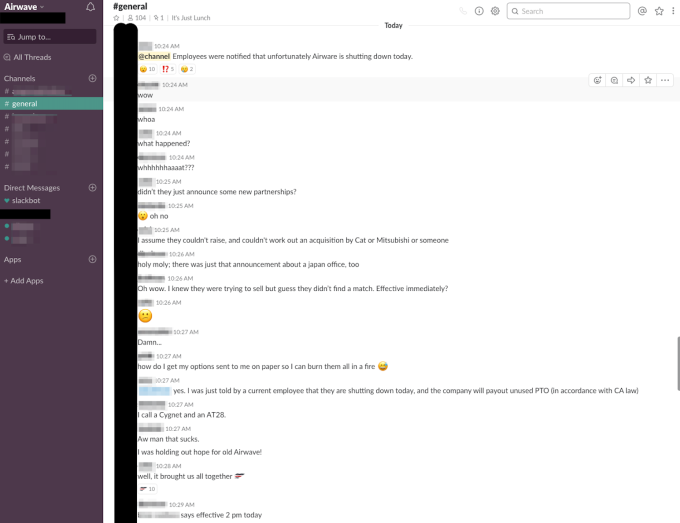 Airwave
Jump to...
All Threads
Channels
#
# general
#
#
#
#
#
Direct Messages
slackbot
Apps
+ Add Apps
#general
104 | 1 | It's Just Lunch
Search
Today
10:24 AM
@channel Employees were notified that unfortunately Airware is shutting down today.
10 5 2
10:24 AM
wow
10:24 AM
whoa
10:24 AM
what happened?
10:24 AM
whhhhhhaaaat???
10:25 AM
didn't they just announce some new partnerships?
10:25 AM
oh no
10:25 AM
I assume they couldn't raise, and couldn't work out an acquisition by Cat or Mitsubishi or someone
10:26 AM
holy moly; there was just that announcement about a japan office, too
10:26 AM
Oh wow. I knew they were trying to sell but guess they didn't find a match. Effective immediately?
10:26 AM
10:27 AM
Damn...
10:27 AM
how do I get my options sent to me on paper so I can burn them all in a fire
10:27 AM
yes. I was just told by a current employee that they are shutting down today, and the company will payout unused PTO (in accordance with CA law)
10:27 AM
I call a Cygnet and an AT28.
10:27 AM
Aw man that sucks.
I was holding out hope for old Airwave!
10:28 AM
well, it brought us all together
10
10:29 AM
says effective 2 pm today